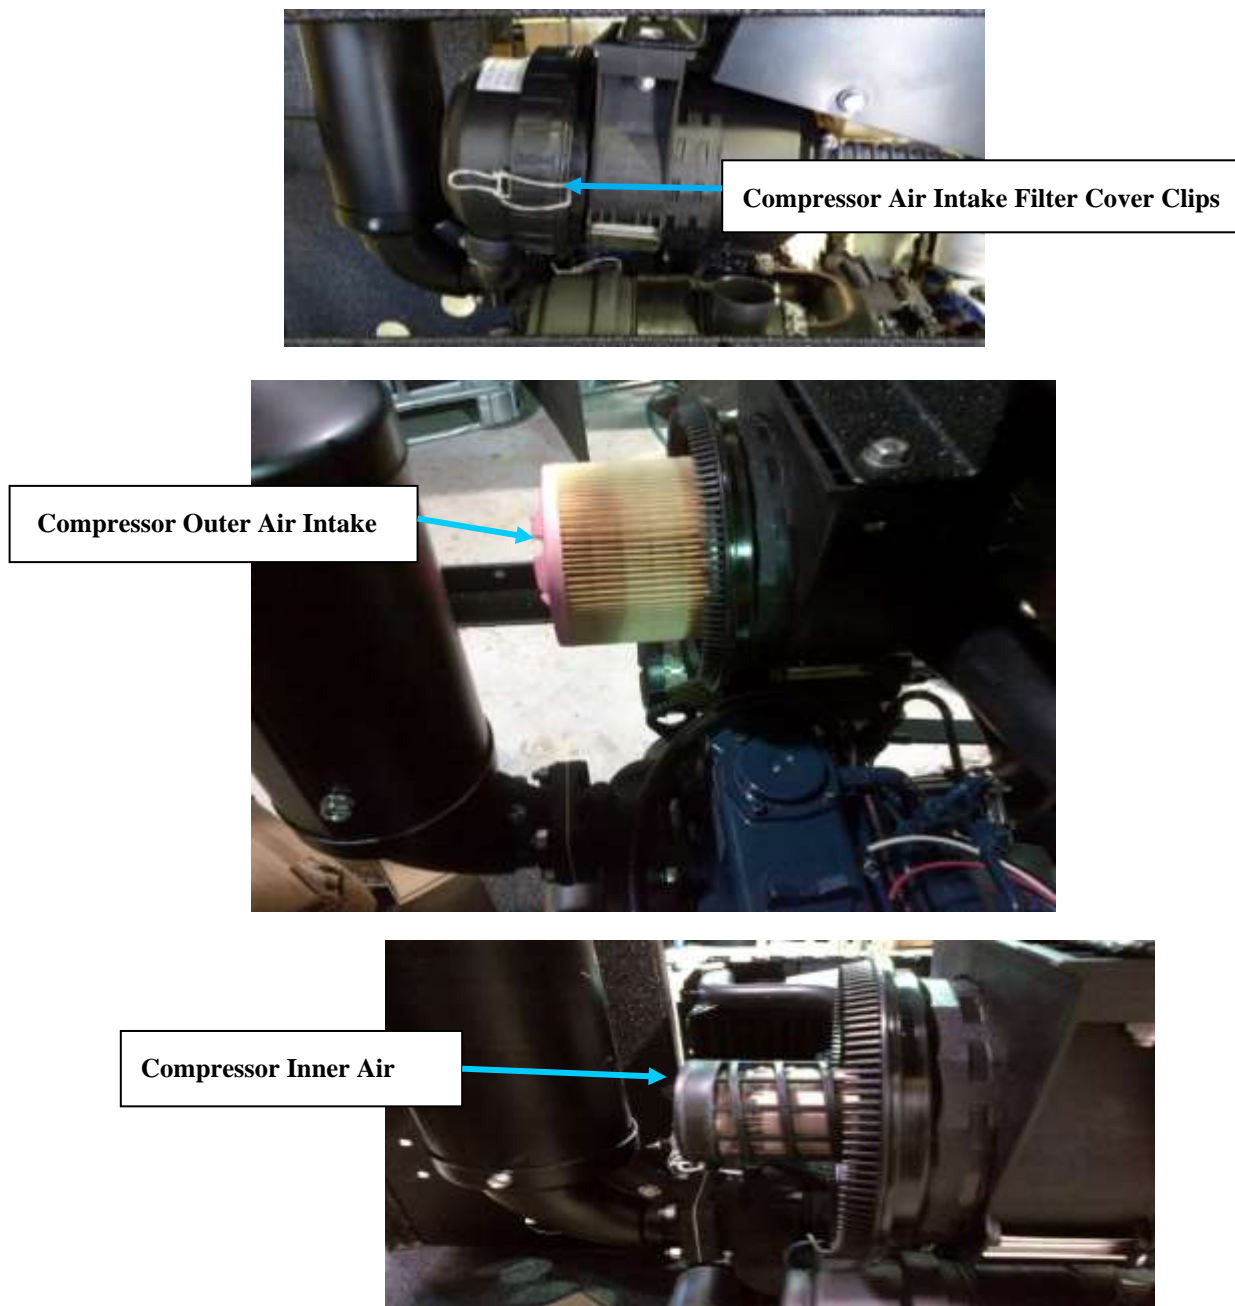 Compressor Air Intake Filter Cover Clips
Compressor Outer Air Intake
Compressor Inner Air